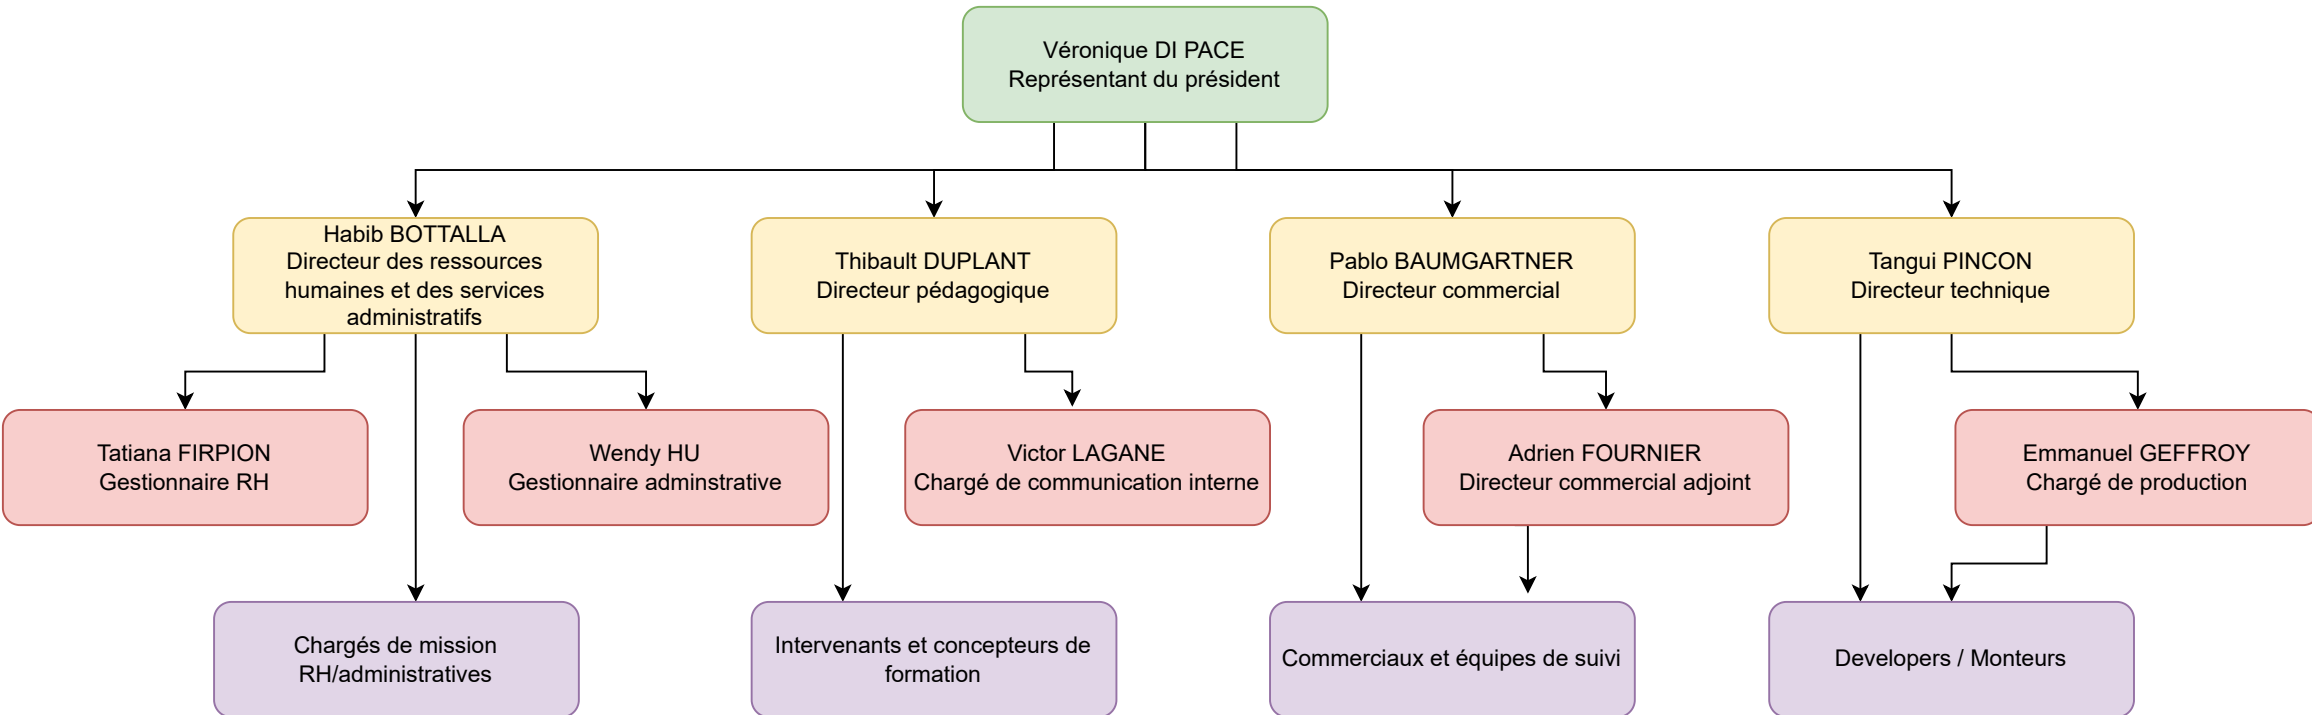 Véronique DI PACE
Représentant du président
Habib BOTTALLA
Directeur des ressources
humaines et des services
administratifs
Thibault DUPLANT
Directeur pédagogique
Pablo BAUMGARTNER
Directeur commercial
Tangui PINCON
Directeur technique
Tatiana FIRPION
Gestionnaire RH
Wendy HU
Gestionnaire adminstrative
Victor LAGANE
Chargé de communication interne
Adrien FOURNIER
Directeur commercial adjoint
Emmanuel GEFFROY
Chargé de production
Chargés de mission
RH/administratives
Intervenants et concepteurs de
formation
Commerciaux et équipes de suivi
Developers / Monteurs